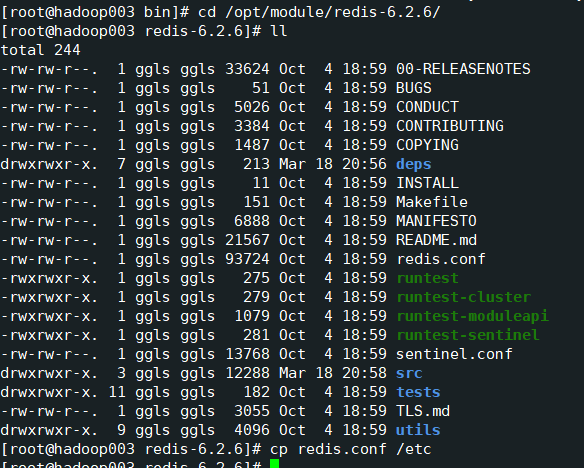 [root@hadoop003 bin]# cd /opt/module/redis-6.2.6/
[root@hadoop003 redis-6.2.6]# ll
total 244
-rw-rw-r--.  1 ggls ggls 33624 Oct  4 18:59 00-RELEASENOTES
-rw-rw-r--.  1 ggls ggls    51 Oct  4 18:59 BUGS
-rw-rw-r--.  1 ggls ggls  5026 Oct  4 18:59 CONDUCT
-rw-rw-r--.  1 ggls ggls  3384 Oct  4 18:59 CONTRIBUTING
-rw-rw-r--.  1 ggls ggls  1487 Oct  4 18:59 COPYING
drwxrwxr-x.  7 ggls ggls   213 Mar 18 20:56 deps
-rw-rw-r--.  1 ggls ggls    11 Oct  4 18:59 INSTALL
-rw-rw-r--.  1 ggls ggls   151 Oct  4 18:59 Makefile
-rw-rw-r--.  1 ggls ggls  6888 Oct  4 18:59 MANIFESTO
-rw-rw-r--.  1 ggls ggls 21567 Oct  4 18:59 README.md
-rw-rw-r--.  1 ggls ggls 93724 Oct  4 18:59 redis.conf
-rwxrwxr-x.  1 ggls ggls   275 Oct  4 18:59 runtest
-rwxrwxr-x.  1 ggls ggls   279 Oct  4 18:59 runtest-cluster
-rwxrwxr-x.  1 ggls ggls  1079 Oct  4 18:59 runtest-moduleapi
-rwxrwxr-x.  1 ggls ggls   281 Oct  4 18:59 runtest-sentinel
-rw-rw-r--.  1 ggls ggls 13768 Oct  4 18:59 sentinel.conf
drwxrwxr-x.  3 ggls ggls 12288 Mar 18 20:58 src
drwxrwxr-x. 11 ggls ggls   182 Oct  4 18:59 tests
-rw-rw-r--.  1 ggls ggls  3055 Oct  4 18:59 TLS.md
drwxrwxr-x.  9 ggls ggls  4096 Oct  4 18:59 utils
[root@hadoop003 redis-6.2.6]# cp redis.conf /etc
[root@hadoop003 redis-6.2.6]#